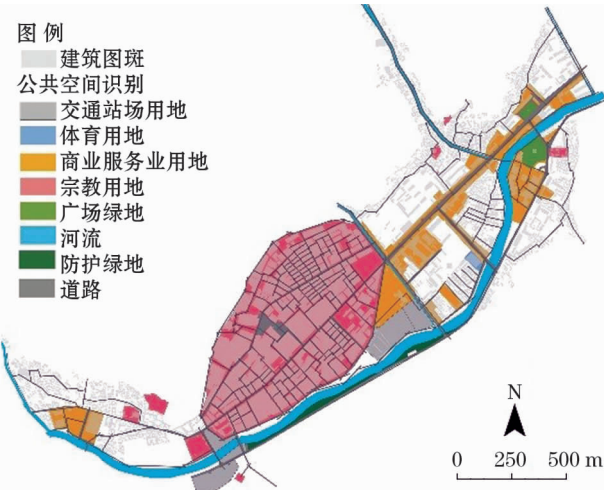 图 例
建筑图斑
公共空间识别
交通站场用地
体育用地
商业服务业用地
宗教用地
广场绿地
河流
防护绿地
道路
N
0 250 500 m